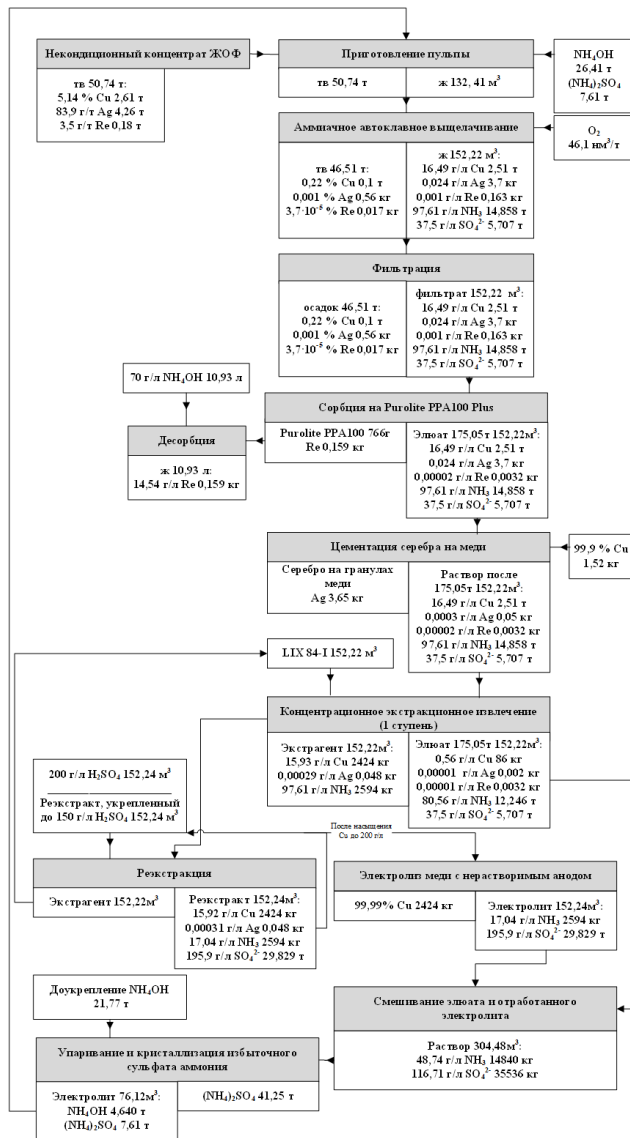 Некондиционный концентрат ЖОФ
тв 50,74 т:
5,14 % Cu 2,61 т
83,9 г/т Ag 4,26 т
3,5 г/т Re 0,18 т
Приготовление пульпы
тв 50,74 т
ж 132, 41 м³
NH₄OH
26,41 т
(NH₄)₂SO₄
7,61 т
Аммиачное автоклавное выщелачивание
O₂
46,1 нм³/т
тв 46,51 т:
0,22 % Cu 0,1 т
0,001 % Ag 0,56 кг
3,7·10⁻⁵ % Re 0,017 кг
ж 152,22 м³:
16,49 г/л Cu 2,51 т
0,024 г/л Ag 3,7 кг
0,001 г/л Re 0,163 кг
97,61 г/л NH₃ 14,858 т
37,5 г/л SO₄²⁻ 5,707 т
Фильтрация
осадок 46,51 т:
0,22 % Cu 0,1 т
0,001 % Ag 0,56 кг
3,7·10⁻⁵ % Re 0,017 кг
фильтрат 152,22 м³:
16,49 г/л Cu 2,51 т
0,024 г/л Ag 3,7 кг
0,001 г/л Re 0,163 кг
97,61 г/л NH₃ 14,858 т
37,5 г/л SO₄²⁻ 5,707 т
70 г/л NH₄OH 10,93 л
Сорбция на Purolite PPA100 Plus
Purolite PPA100 766г
Re 0,159 кг
Элюат 175,05т 152,22м³:
16,49 г/л Cu 2,51 т
0,024 г/л Ag 3,7 кг
0,00002 г/л Re 0,0032 кг
97,61 г/л NH₃ 14,858 т
37,5 г/л SO₄²⁻ 5,707 т
Десорбция
ж 10,93 л:
14,54 г/л Re 0,159 кг
Цементация серебра на меди
99,9 % Cu
1,52 кг
Серебро на гранулах
меди
Ag 3,65 кг
Раствор после
175,05т 152,22м³:
16,49 г/л Cu 2,51 т
0,0003 г/л Ag 0,05 кг
0,00002 г/л Re 0,0032 кг
97,61 г/л NH₃ 14,858 т
37,5 г/л SO₄²⁻ 5,707 т
LIX 84-I 152,22 м³
Концентрационное экстракционное извлечение
(1 ступень)
Экстрагент 152,22м³:
15,93 г/л Cu 2424 кг
0,00029 г/л Ag 0,048 кг
97,61 г/л NH₃ 2594 кг
Элюат 175,05т 152,22м³:
0,56 г/л Cu 86 кг
0,00001 г/л Ag 0,002 кг
0,00001 г/л Re 0,0032 кг
80,56 г/л NH₃ 12,246 т
37,5 г/л SO₄²⁻ 5,707 т
200 г/л H₂SO₄ 152,24 м³
Реэкстракт, укрепленный
до 150 г/л H₂SO₄ 152,24 м³
После насыщения
Cu до 200 г/л
Реэкстракция
Экстрагент 152,22м³
Реэкстракт 152,24м³:
15,92 г/л Cu 2424 кг
0,00031 г/л Ag 0,048 кг
17,04 г/л NH₃ 2594 кг
195,9 г/л SO₄²⁻ 29,829 т
Электролиз меди с нерастворимым анодом
99,99% Cu 2424 кг
Электролит 152,24м³:
17,04 г/л NH₃ 2594 кг
195,9 г/л SO₄²⁻ 29,829 т
Доукрепление NH₄OH
21,77 т
Смешивание элюата и отработанного
электролита
Раствор 304,48м³:
48,74 г/л NH₃ 14840 кг
116,71 г/л SO₄²⁻ 35536 кг
Упаривание и кристаллизация избыточного
сульфата аммония
Электролит 76,12м³:
NH₄OH 4,640 т
(NH₄)₂SO₄ 7,61 т
(NH₄)₂SO₄ 41,25 т